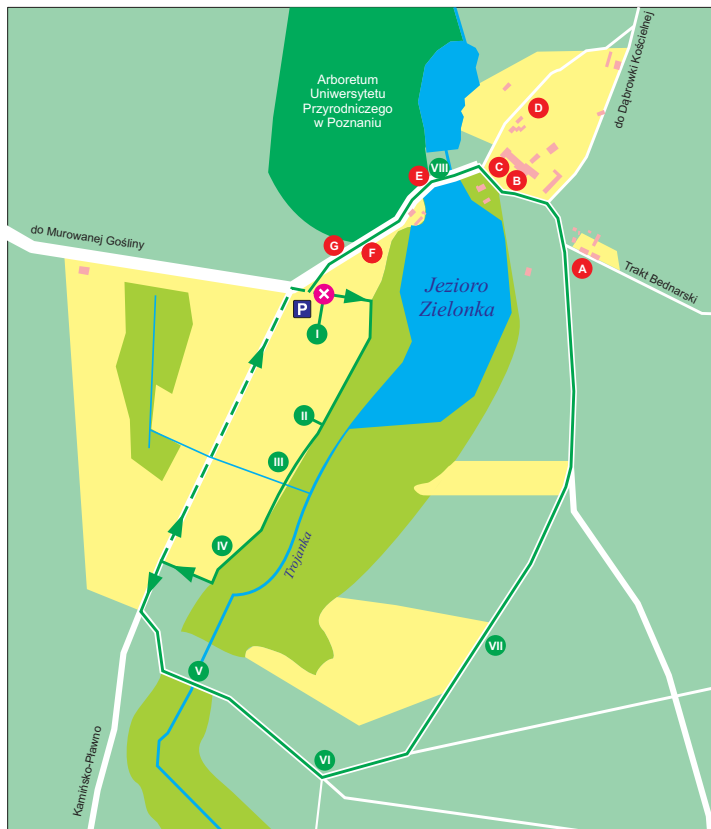 Arboretum
Uniwersytetu
Przyrodniczego
w Poznaniu
do Dąbrowki Kościelnej
D
E
VIII
C
B
do Murowanej Gośliny
G
F
A
Trakt Bednarski
Jezioro
Zielonka
P
I
II
III
IV
Trojanka
V
VII
VI
Kamińsko-Pławno